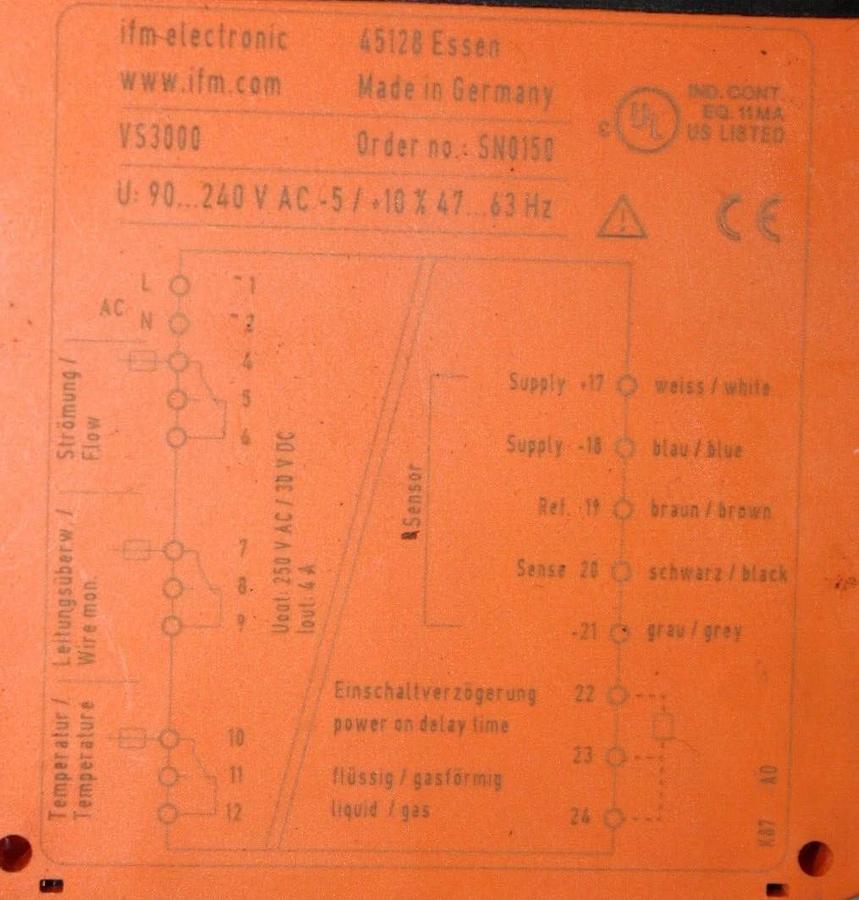 ifm electronic 45128 Essen
www.ifm.com Made in Germany
VS3000 Order no.: SN0150
U: 90...240 V AC -5 / +10 % 47...63 Hz
c UL IND. CONT.
EQ. 11MA
US LISTED
CE
AC
L 1
N 2
Strömung /
Flow
4
5
6
Leitungsüberw. /
Wire mon.
7
8
9
Temperatur /
Temperature
10
11
12
Uout: 250 V AC / 30 V DC
Iout: 4 A
Sensor
Supply +17 weiss / white
Supply -18 blau / blue
Ref. 19 braun / brown
Sense 20 schwarz / black
-21 grau / grey
Einschaltverzögerung 22
power on delay time
23
flüssig / gasförmig
liquid / gas 24
K87 AO